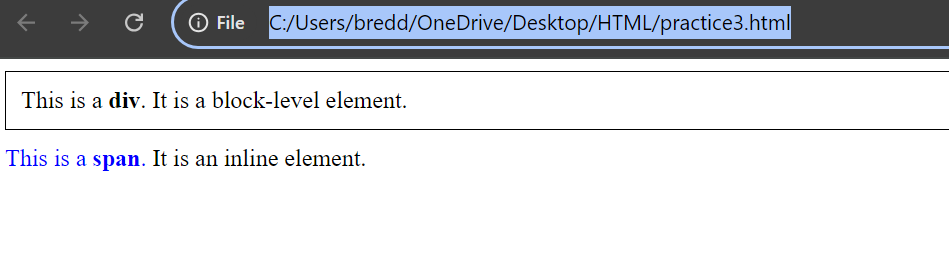 File C:/Users/bredd/OneDrive/Desktop/HTML/practice3.html
This is a div. It is a block-level element.
This is a span. It is an inline element.